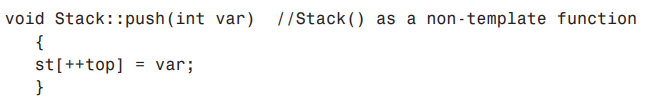 void Stack::push(int var)  //Stack() as a non-template function
   {
   st[++top] = var;
   }